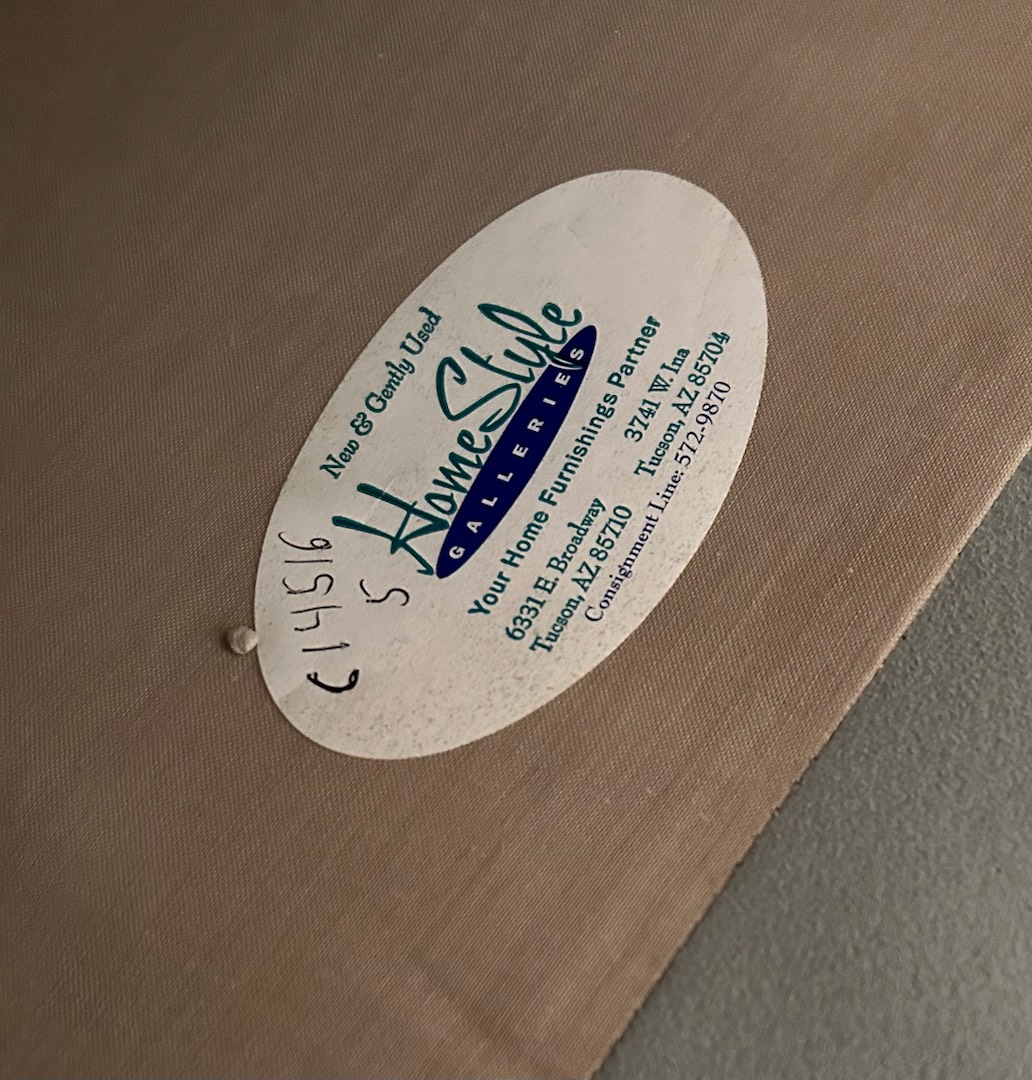 New & Gently Used
HomeStyle
GALLERIES
Your Home Furnishings Partner
6331 E. Broadway
Tucson, AZ 85710
3741 W. Ina
Tucson, AZ 85704
Consignment Line: 572-9870
5